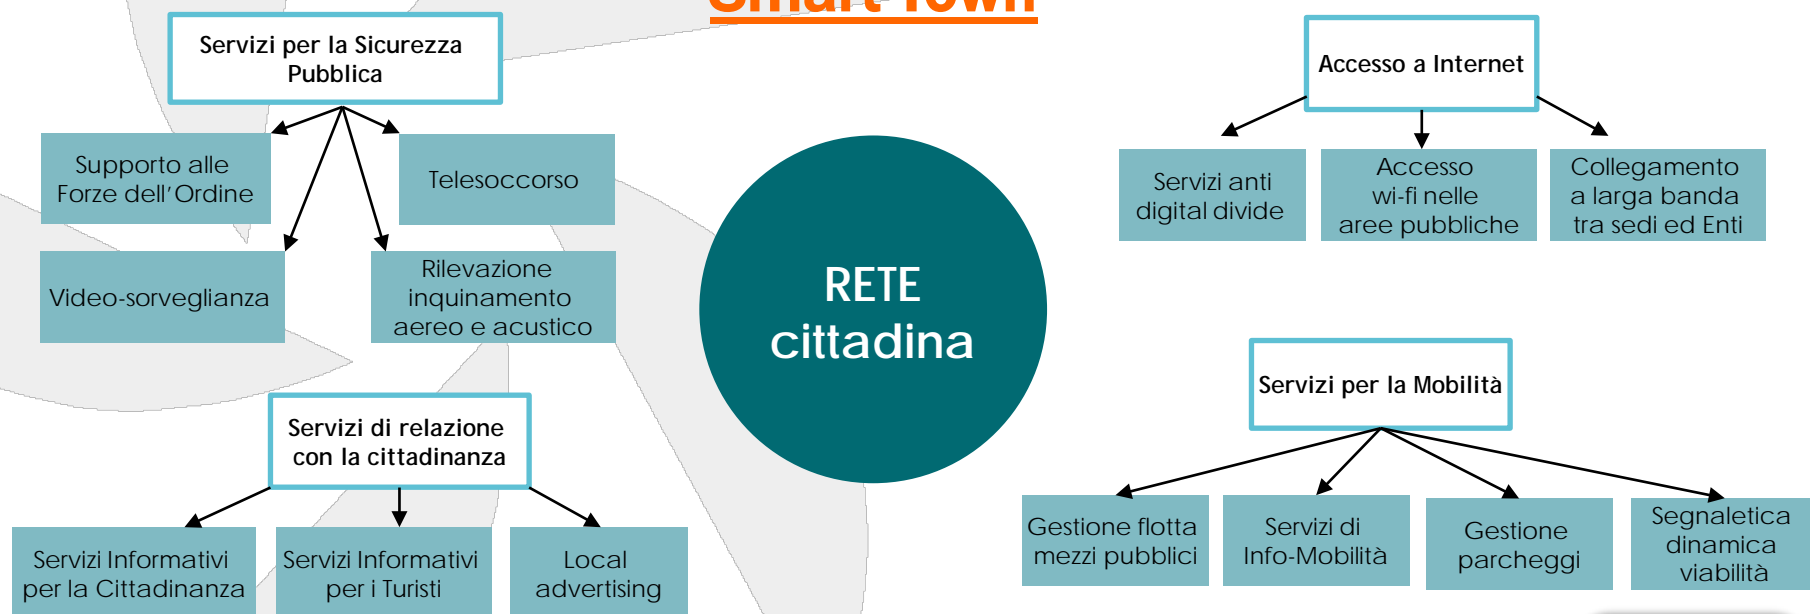 Smart Town
Servizi per la Sicurezza
Pubblica
Supporto alle
Forze dell'Ordine
Telesoccorso
Video-sorveglianza
Rilevazione
inquinamento
aereo e acustico
Servizi di relazione
con la cittadinanza
Servizi Informativi
per la Cittadinanza
Servizi Informativi
per i Turisti
Local
advertising
RETE
cittadina
Accesso a Internet
Servizi anti
digital divide
Accesso
wi-fi nelle
aree pubbliche
Collegamento
a larga banda
tra sedi ed Enti
Servizi per la Mobilità
Gestione flotta
mezzi pubblici
Servizi di
Info-Mobilità
Gestione
parcheggi
Segnaletica
dinamica
viabilità